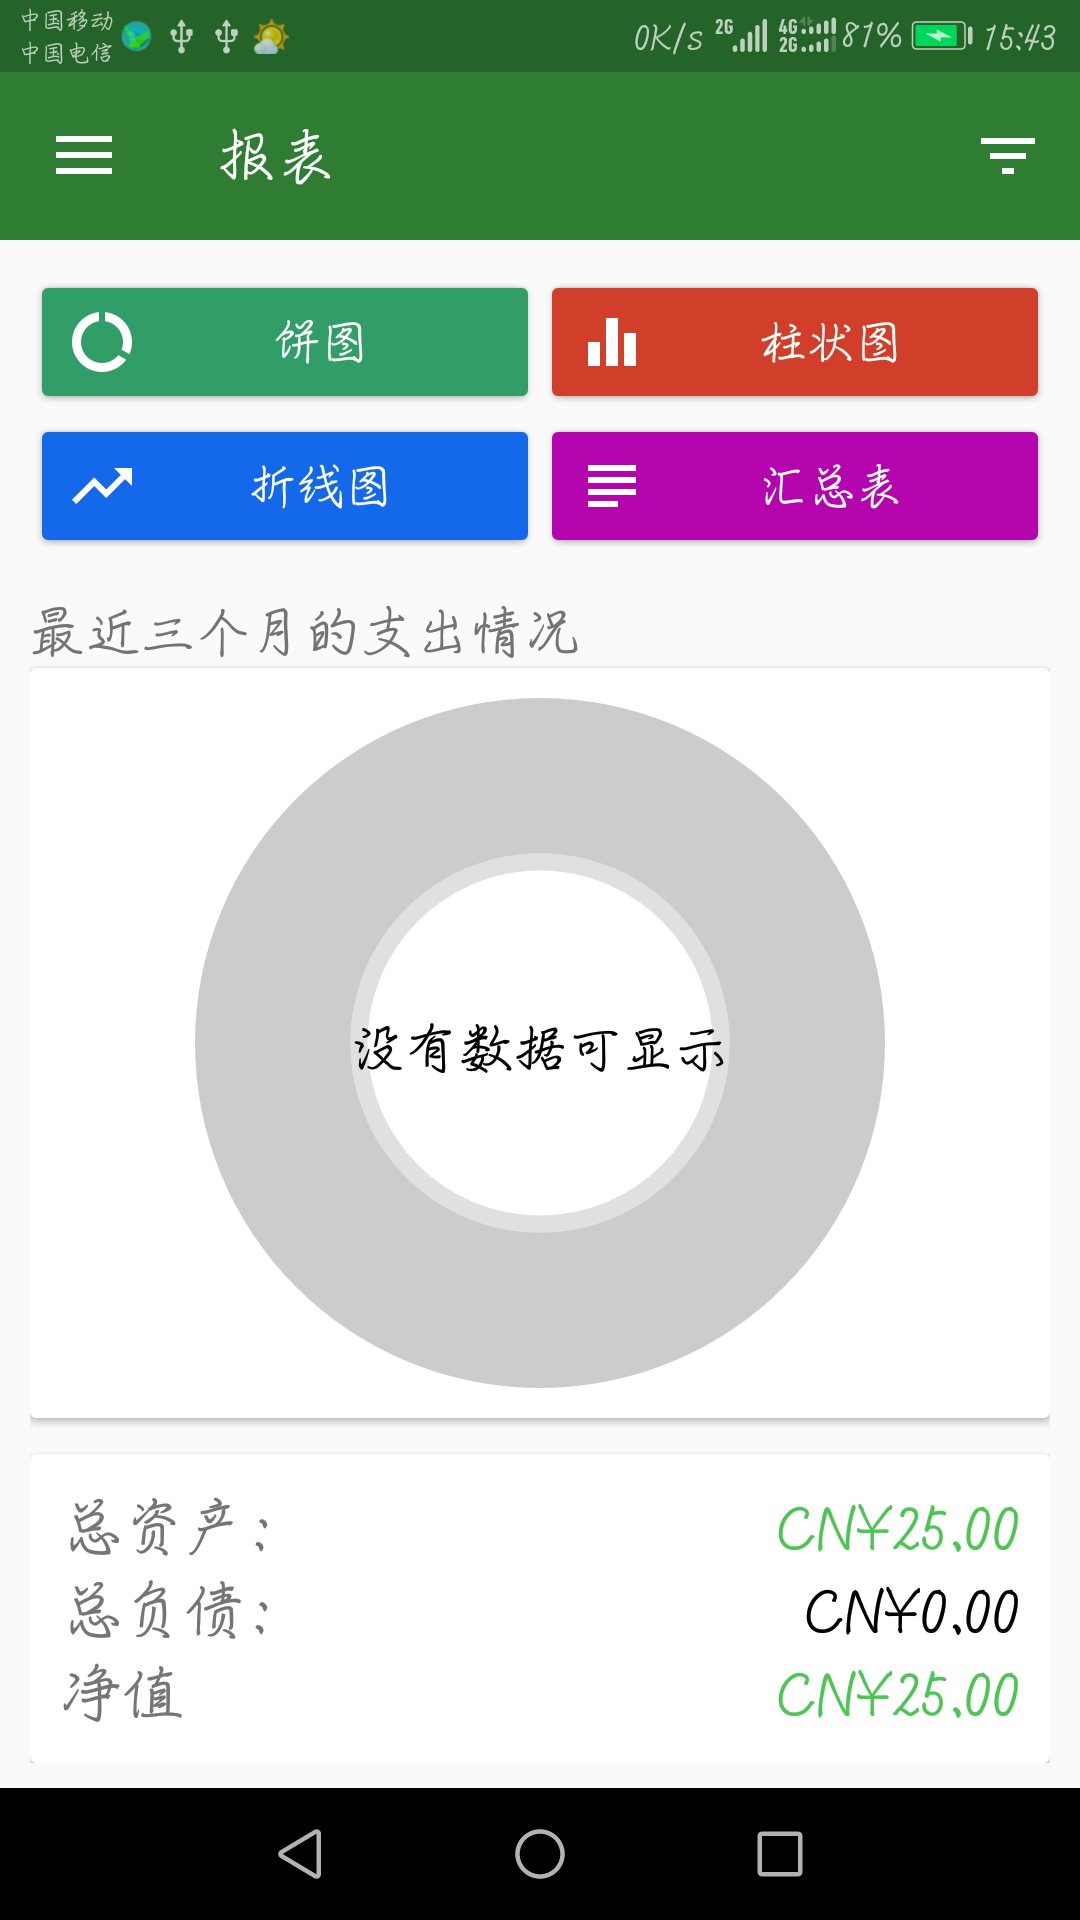 中国移动
中国电信
0K/s 2G 4G 2G 81% 15:43
报表
饼图
柱状图
折线图
汇总表
最近三个月的支出情况
没有数据可显示
总资产: CN¥25.00
总负债: CN¥0.00
净值 CN¥25.00